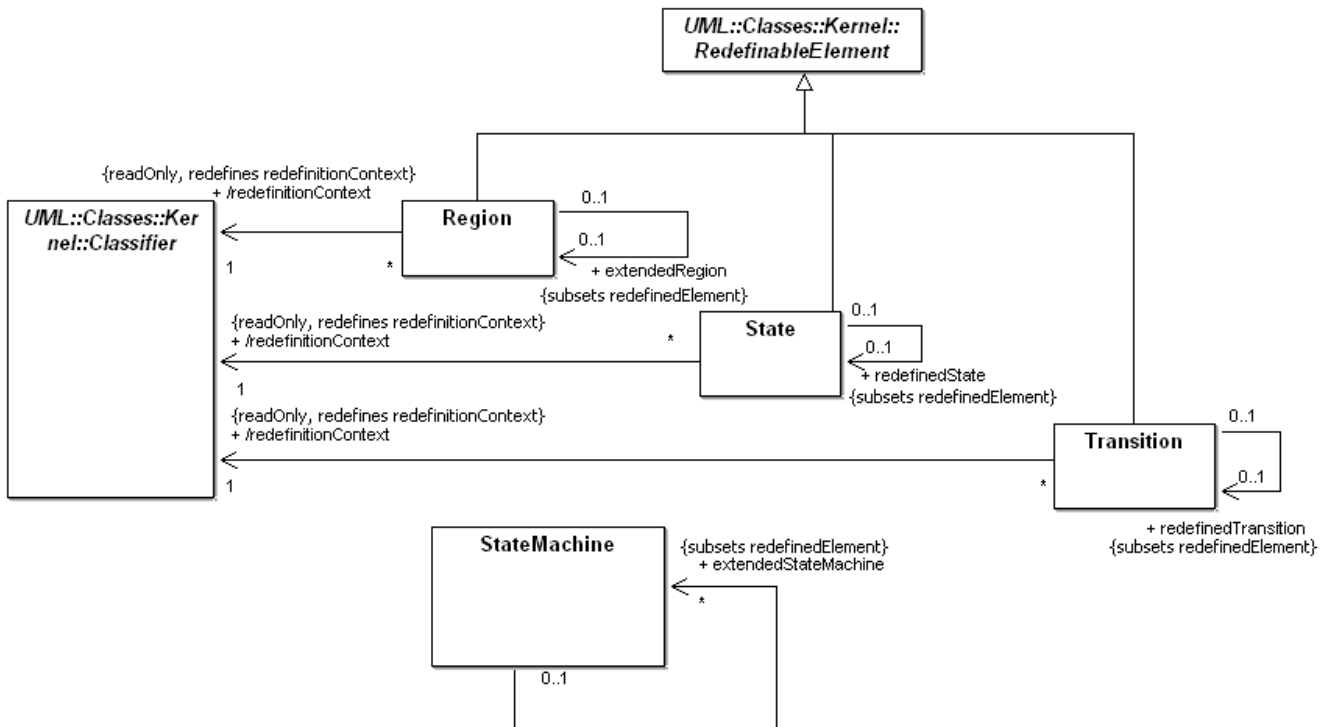 UML::Classes::Kernel::
RedefinableElement
{readOnly, redefines redefinitionContext}
+ /redefinitionContext
UML::Classes::Ker
nel::Classifier
1
*
Region
0..1
0..1
+ extendedRegion
{subsets redefinedElement}
{readOnly, redefines redefinitionContext}
+ /redefinitionContext
1
*
State
0..1
0..1
+ redefinedState
{subsets redefinedElement}
{readOnly, redefines redefinitionContext}
+ /redefinitionContext
1
*
Transition
0..1
0..1
+ redefinedTransition
{subsets redefinedElement}
StateMachine
{subsets redefinedElement}
+ extendedStateMachine
*
0..1